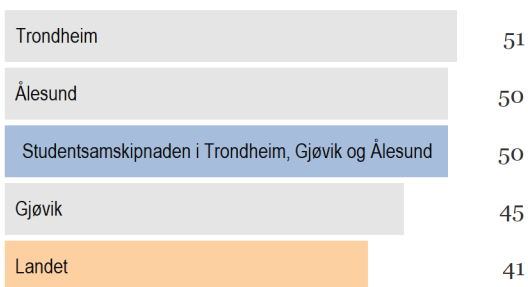 Trondheim 51
Ålesund 50
Studentsamskipnaden i Trondheim, Gjøvik og Ålesund 50
Gjøvik 45
Landet 41